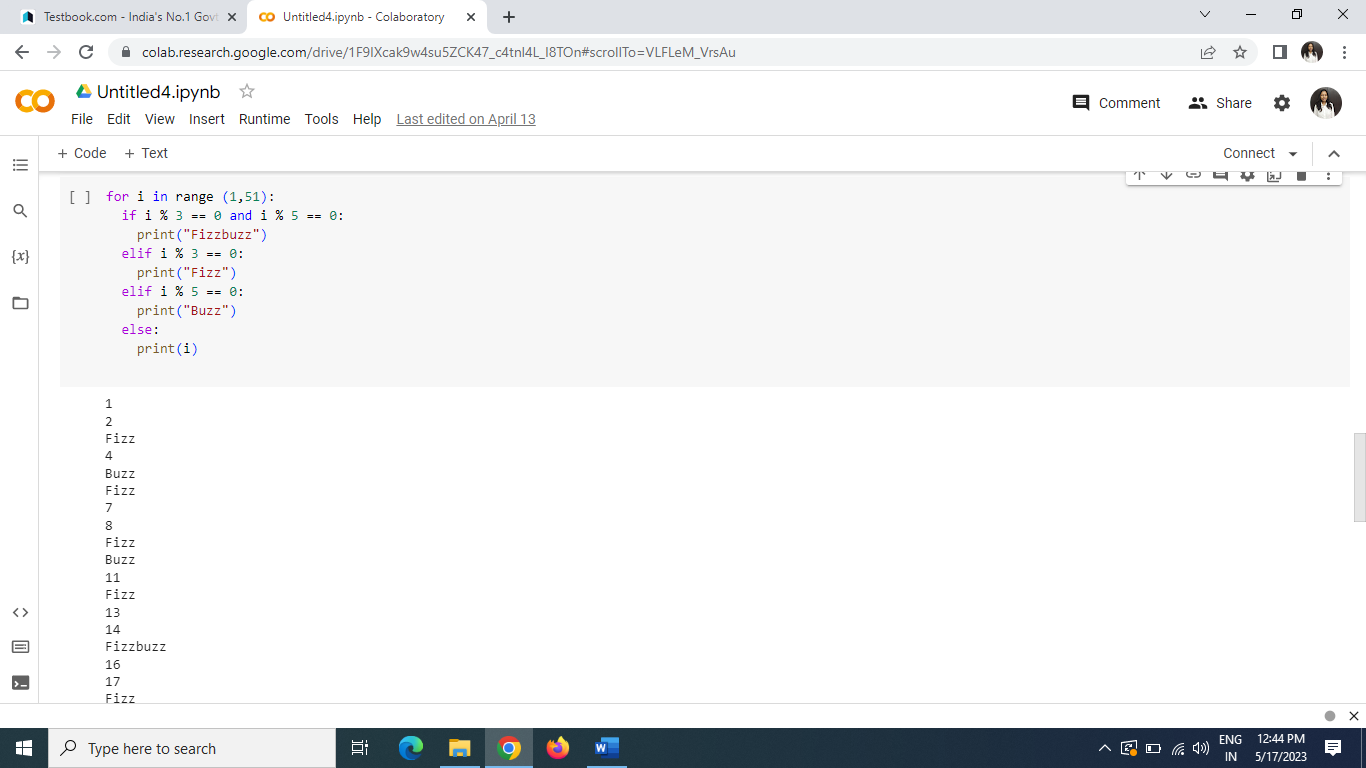 Testbook.com - India's No.1 Govt
Untitled4.ipynb - Colaboratory
colab.research.google.com/drive/1F9IXcak9w4su5ZCK47_c4tnl4L_I8TOn#scrollTo=VLFLeM_VrsAu
Untitled4.ipynb
File Edit View Insert Runtime Tools Help Last edited on April 13
Comment Share
+ Code + Text
Connect
[ ] for i in range (1,51):
if i % 3 == 0 and i % 5 == 0:
print("Fizzbuzz")
elif i % 3 == 0:
print("Fizz")
elif i % 5 == 0:
print("Buzz")
else:
print(i)
{x}
1
2
Fizz
4
Buzz
Fizz
7
8
Fizz
Buzz
11
Fizz
13
14
Fizzbuzz
16
17
Fizz
Type here to search
W
ENG
IN
12:44 PM
5/17/2023